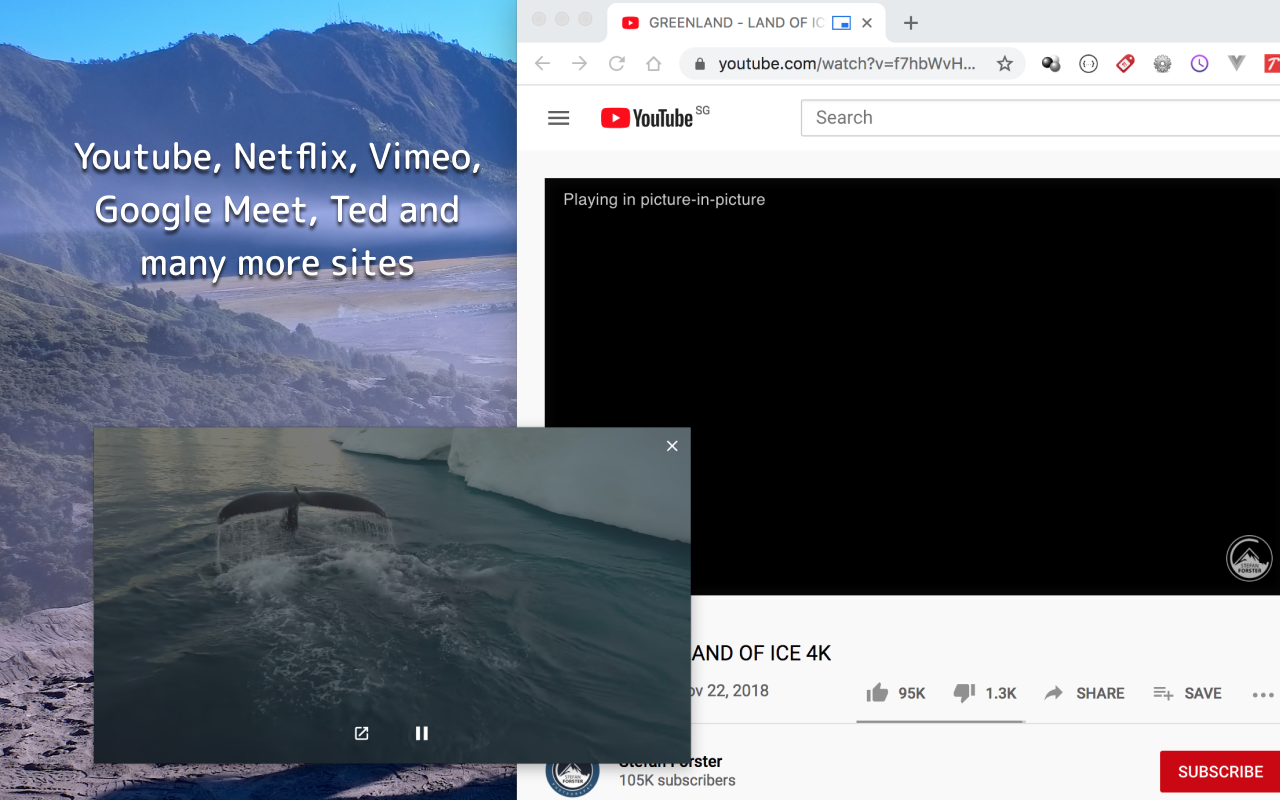 Youtube, Netflix, Vimeo,
Google Meet, Ted and
many more sites
GREENLAND - LAND OF IC
youtube.com/watch?v=f7hbWvH...
YouTube SG
Search
Playing in picture-in-picture
STEFAN
FORSTER
AND OF ICE 4K
ov 22, 2018
95K
1.3K
SHARE
SAVE
Stefan Forster
105K subscribers
STEFAN
FORSTER
SUBSCRIBE